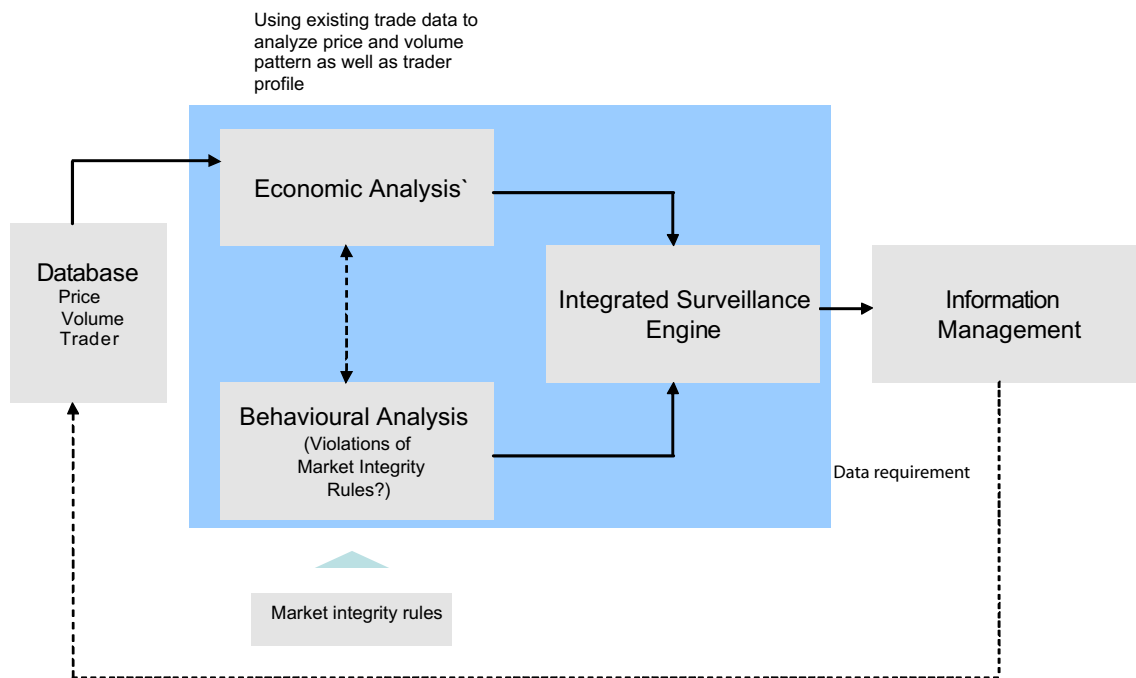 Using existing trade data to
analyze price and volume
pattern as well as trader
profile
Economic Analysis`
Database
Price
Volume
Trader
Integrated Surveillance
Engine
Information
Management
Behavioural Analysis
(Violations of
Market Integrity
Rules?)
Data requirement
Market integrity rules